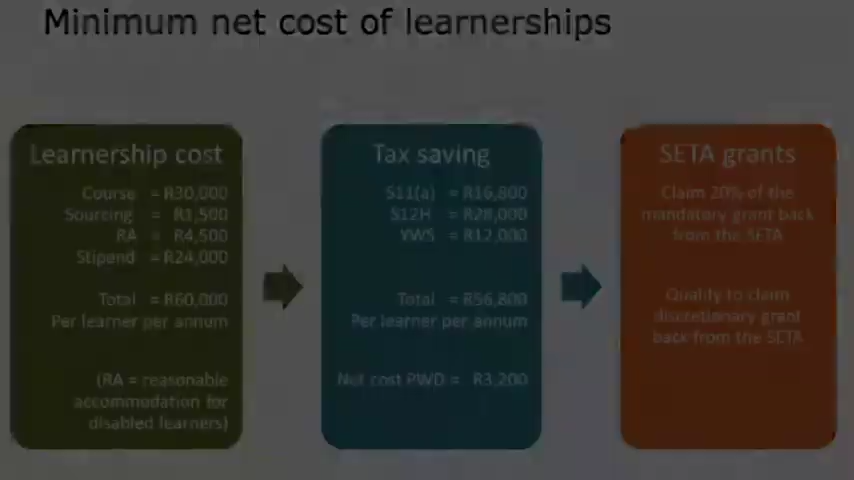 Minimum net cost of learnerships
Learnership cost
Course = R30,000
Sourcing = R1,500
RA = R4,500
Stipend = R24,000
Total = R60,000
Per learner per annum
(RA = reasonable
accommodation for
disabled learners)
Tax saving
S11(a) = R16,800
S12H = R28,000
YWS = R12,000
Total = R56,800
Per learner per annum
Net cost PWD = R3,200
SETA grants
Claim 20% of the
mandatory grant back
from the SETA
Qualify to claim
discretionary grant
back from the SETA